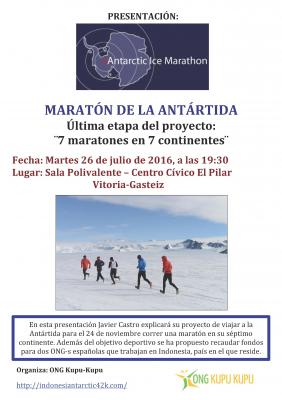 PRESENTACIÓN:
Antarctic Ice Marathon
MARATÓN DE LA ANTÁRTIDA
Última etapa del proyecto:
¨7 maratones en 7 continentes¨
Fecha: Martes 26 de julio de 2016, a las 19:30
Lugar: Sala Polivalente – Centro Cívico El Pilar
Vitoria-Gasteiz
En esta presentación Javier Castro explicará su proyecto de viajar a la
Antártida para el 24 de noviembre correr una maratón en su séptimo
continente. Además del objetivo deportivo se ha propuesto recaudar fondos
para dos ONG-s españolas que trabajan en Indonesia, país en el que reside.
Organiza: ONG Kupu-Kupu
http://indonesiantarctic42k.com/
ONG KUPU KUPU